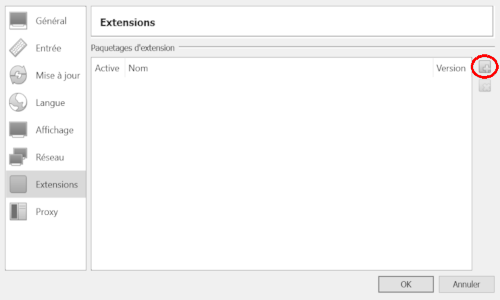 Général
Entrée
Mise à jour
Langue
Affichage
Réseau
Extensions
Proxy
Extensions
Paquetages d'extension
Active Nom Version
OK Annuler